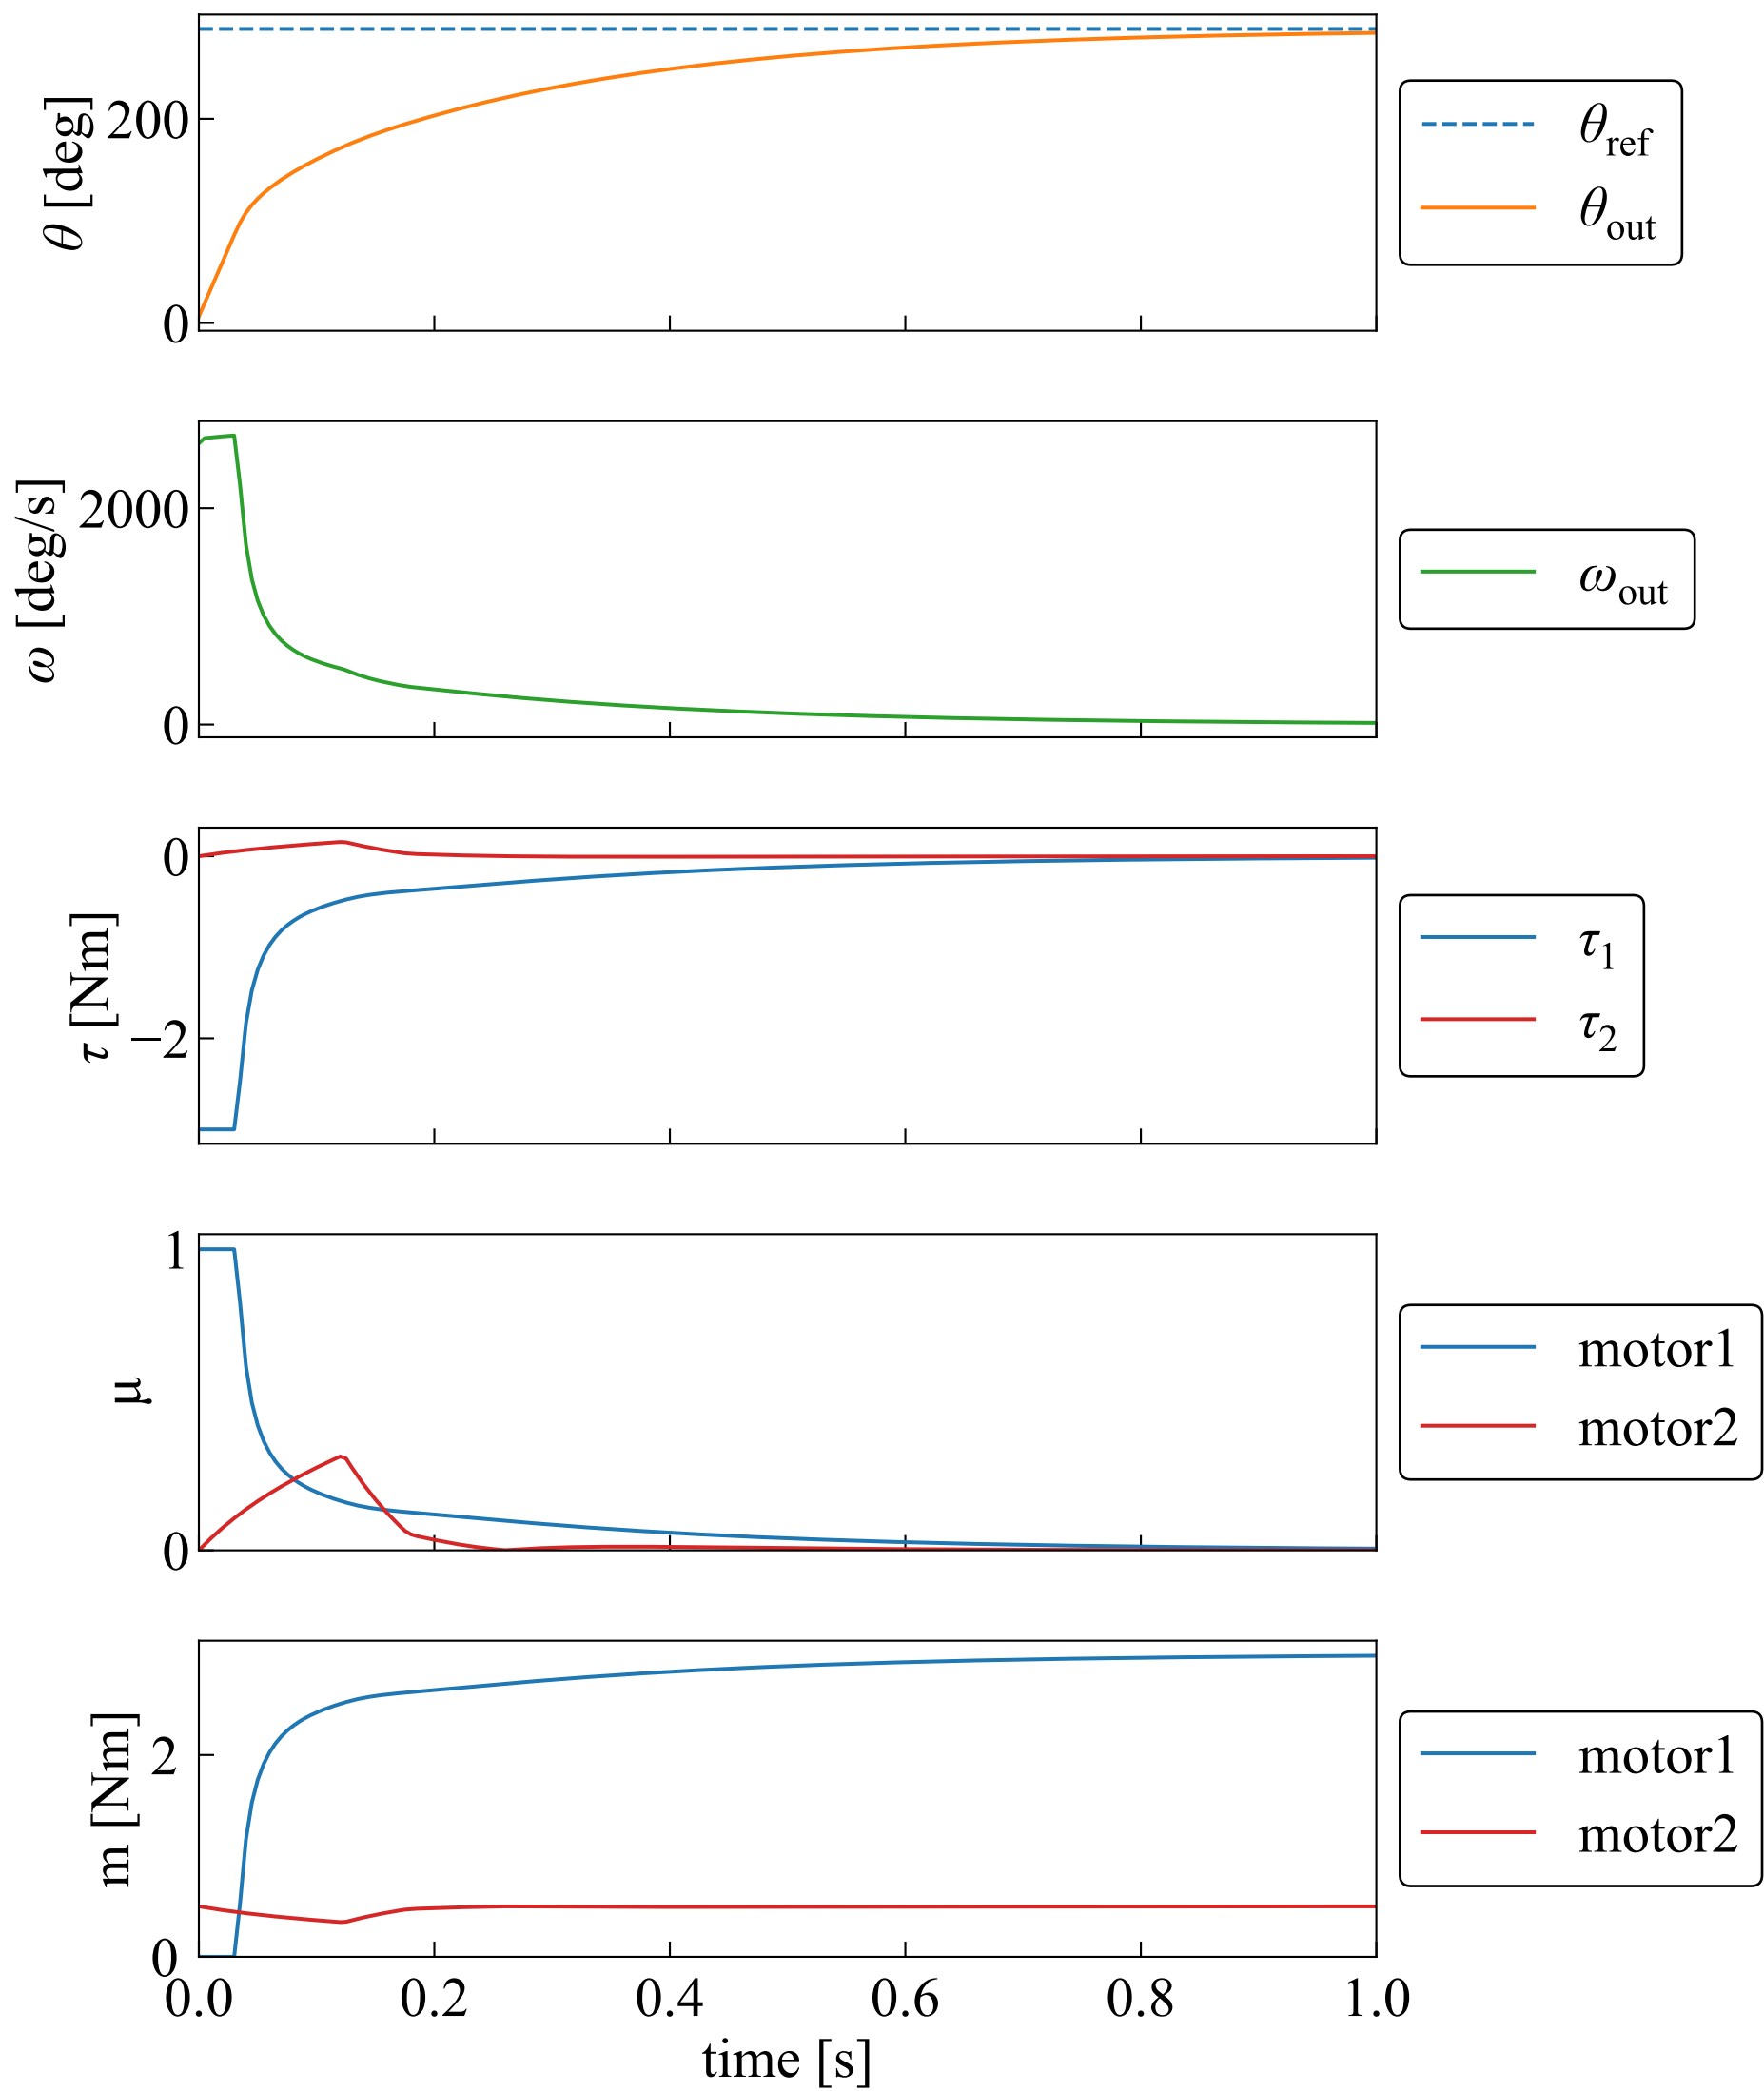 θ [deg]
200
0
θref
θout
ω [deg/s]
2000
0
ωout
τ [Nm]
0
−2
τ1
τ2
μ
1
0
motor1
motor2
m [Nm]
2
0
motor1
motor2
0.0 0.2 0.4 0.6 0.8 1.0
time [s]